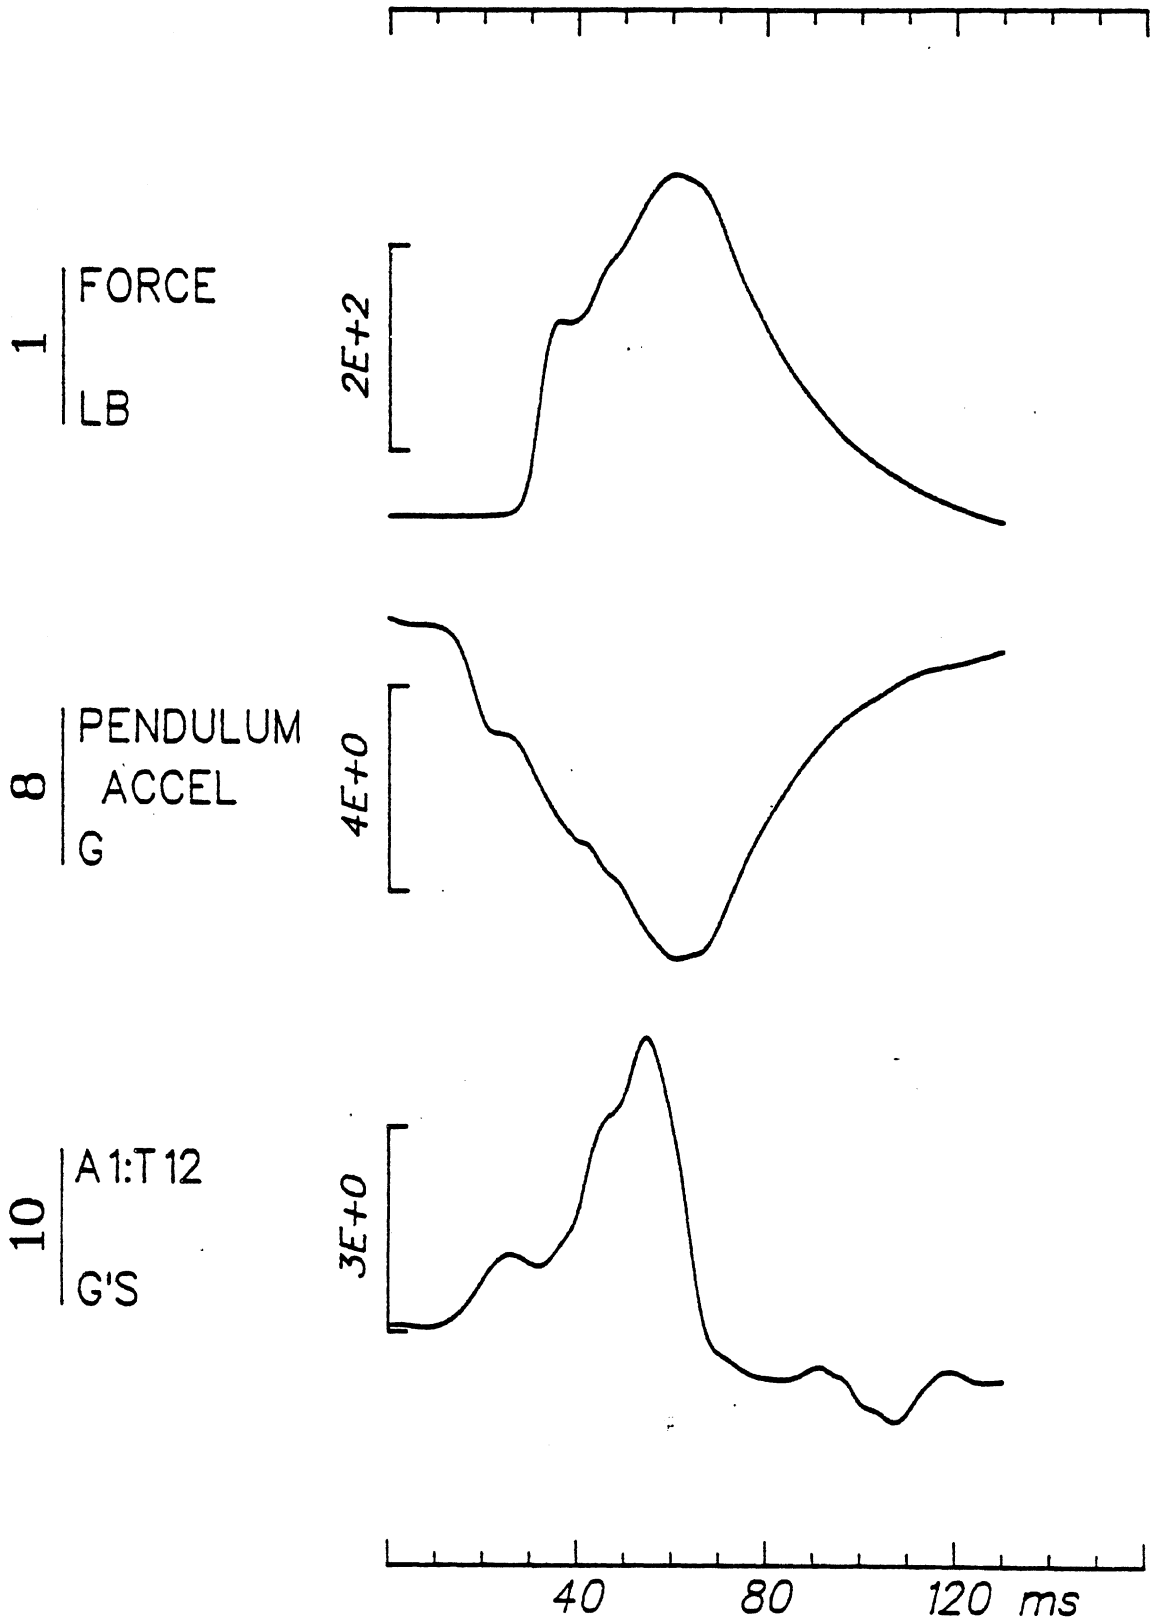 1
FORCE
LB
2E+2
8
PENDULUM
ACCEL
G
4E+0
10
A1:T12
G'S
3E+0
40 80 120 ms